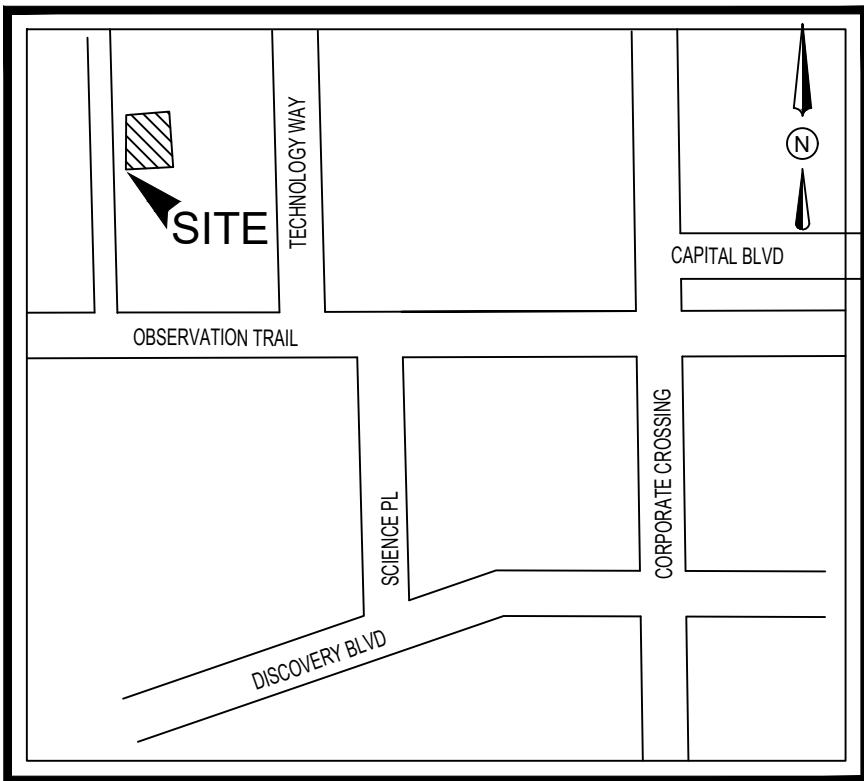 TECHNOLOGY WAY
N
SITE
CAPITAL BLVD
OBSERVATION TRAIL
CORPORATE CROSSING
SCIENCE PL
DISCOVERY BLVD